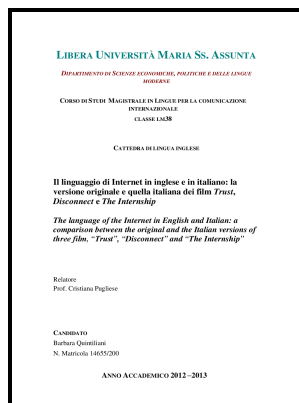 LIBERA UNIVERSITÀ MARIA SS. ASSUNTA
DIPARTIMENTO DI SCIENZE ECONOMICHE, POLITICHE E DELLE LINGUE
MODERNE
CORSO DI STUDI MAGISTRALE IN LINGUE PER LA COMUNICAZIONE
INTERNAZIONALE
CLASSE LM38
CATTEDRA DI LINGUA INGLESE
Il linguaggio di Internet in inglese e in italiano: la
versione originale e quella italiana dei film Trust,
Disconnect e The Internship
The language of the Internet in English and Italian: a
comparison between the original and the Italian versions of
three film, “Trust”, “Disconnect” and “The Internship”
Relatore
Prof. Cristiana Pugliese
CANDIDATO
Barbara Quintiliani
N. Matricola 14655/200
ANNO ACCADEMICO 2012 –2013